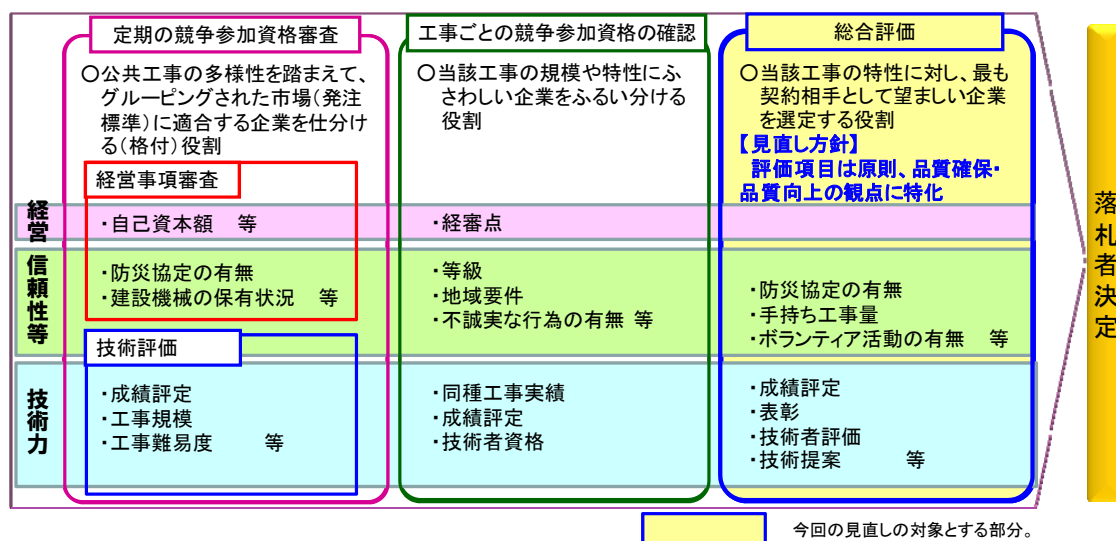 定期の競争参加資格審査
○公共工事の多様性を踏まえて、
グルーピングされた市場(発注
標準)に適合する企業を仕分け
る(格付)役割
経営事項審査
工事ごとの競争参加資格の確認
○当該工事の規模や特性にふ
さわしい企業をふるい分ける
役割
総合評価
○当該工事の特性に対し、最も
契約相手として望ましい企業
を選定する役割
【見直し方針】
評価項目は原則、品質確保・
品質向上の観点に特化
経営
・自己資本額 等
・経審点
信頼性等
・防災協定の有無
・建設機械の保有状況 等
・等級
・地域要件
・不誠実な行為の有無 等
・防災協定の有無
・手持ち工事量
・ボランティア活動の有無 等
技術評価
技術力
・成績評定
・工事規模
・工事難易度 等
・同種工事実績
・成績評定
・技術者資格
・成績評定
・表彰
・技術者評価
・技術提案 等
落札者決定
今回の見直しの対象とする部分。